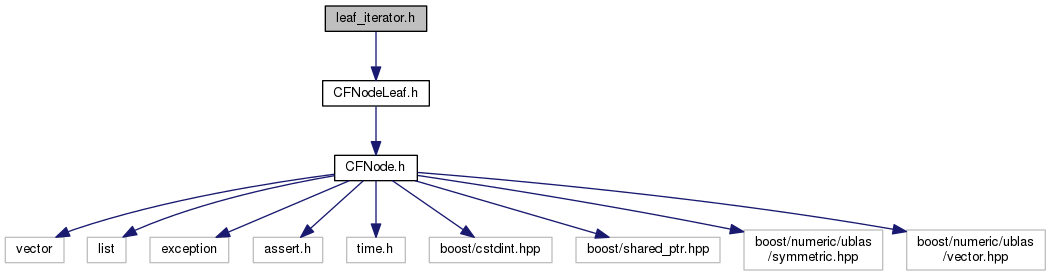 leaf_iterator.h
CFNodeLeaf.h
CFNode.h
vector
list
exception
assert.h
time.h
boost/cstdint.hpp
boost/shared_ptr.hpp
boost/numeric/ublas
/symmetric.hpp
boost/numeric/ublas
/vector.hpp